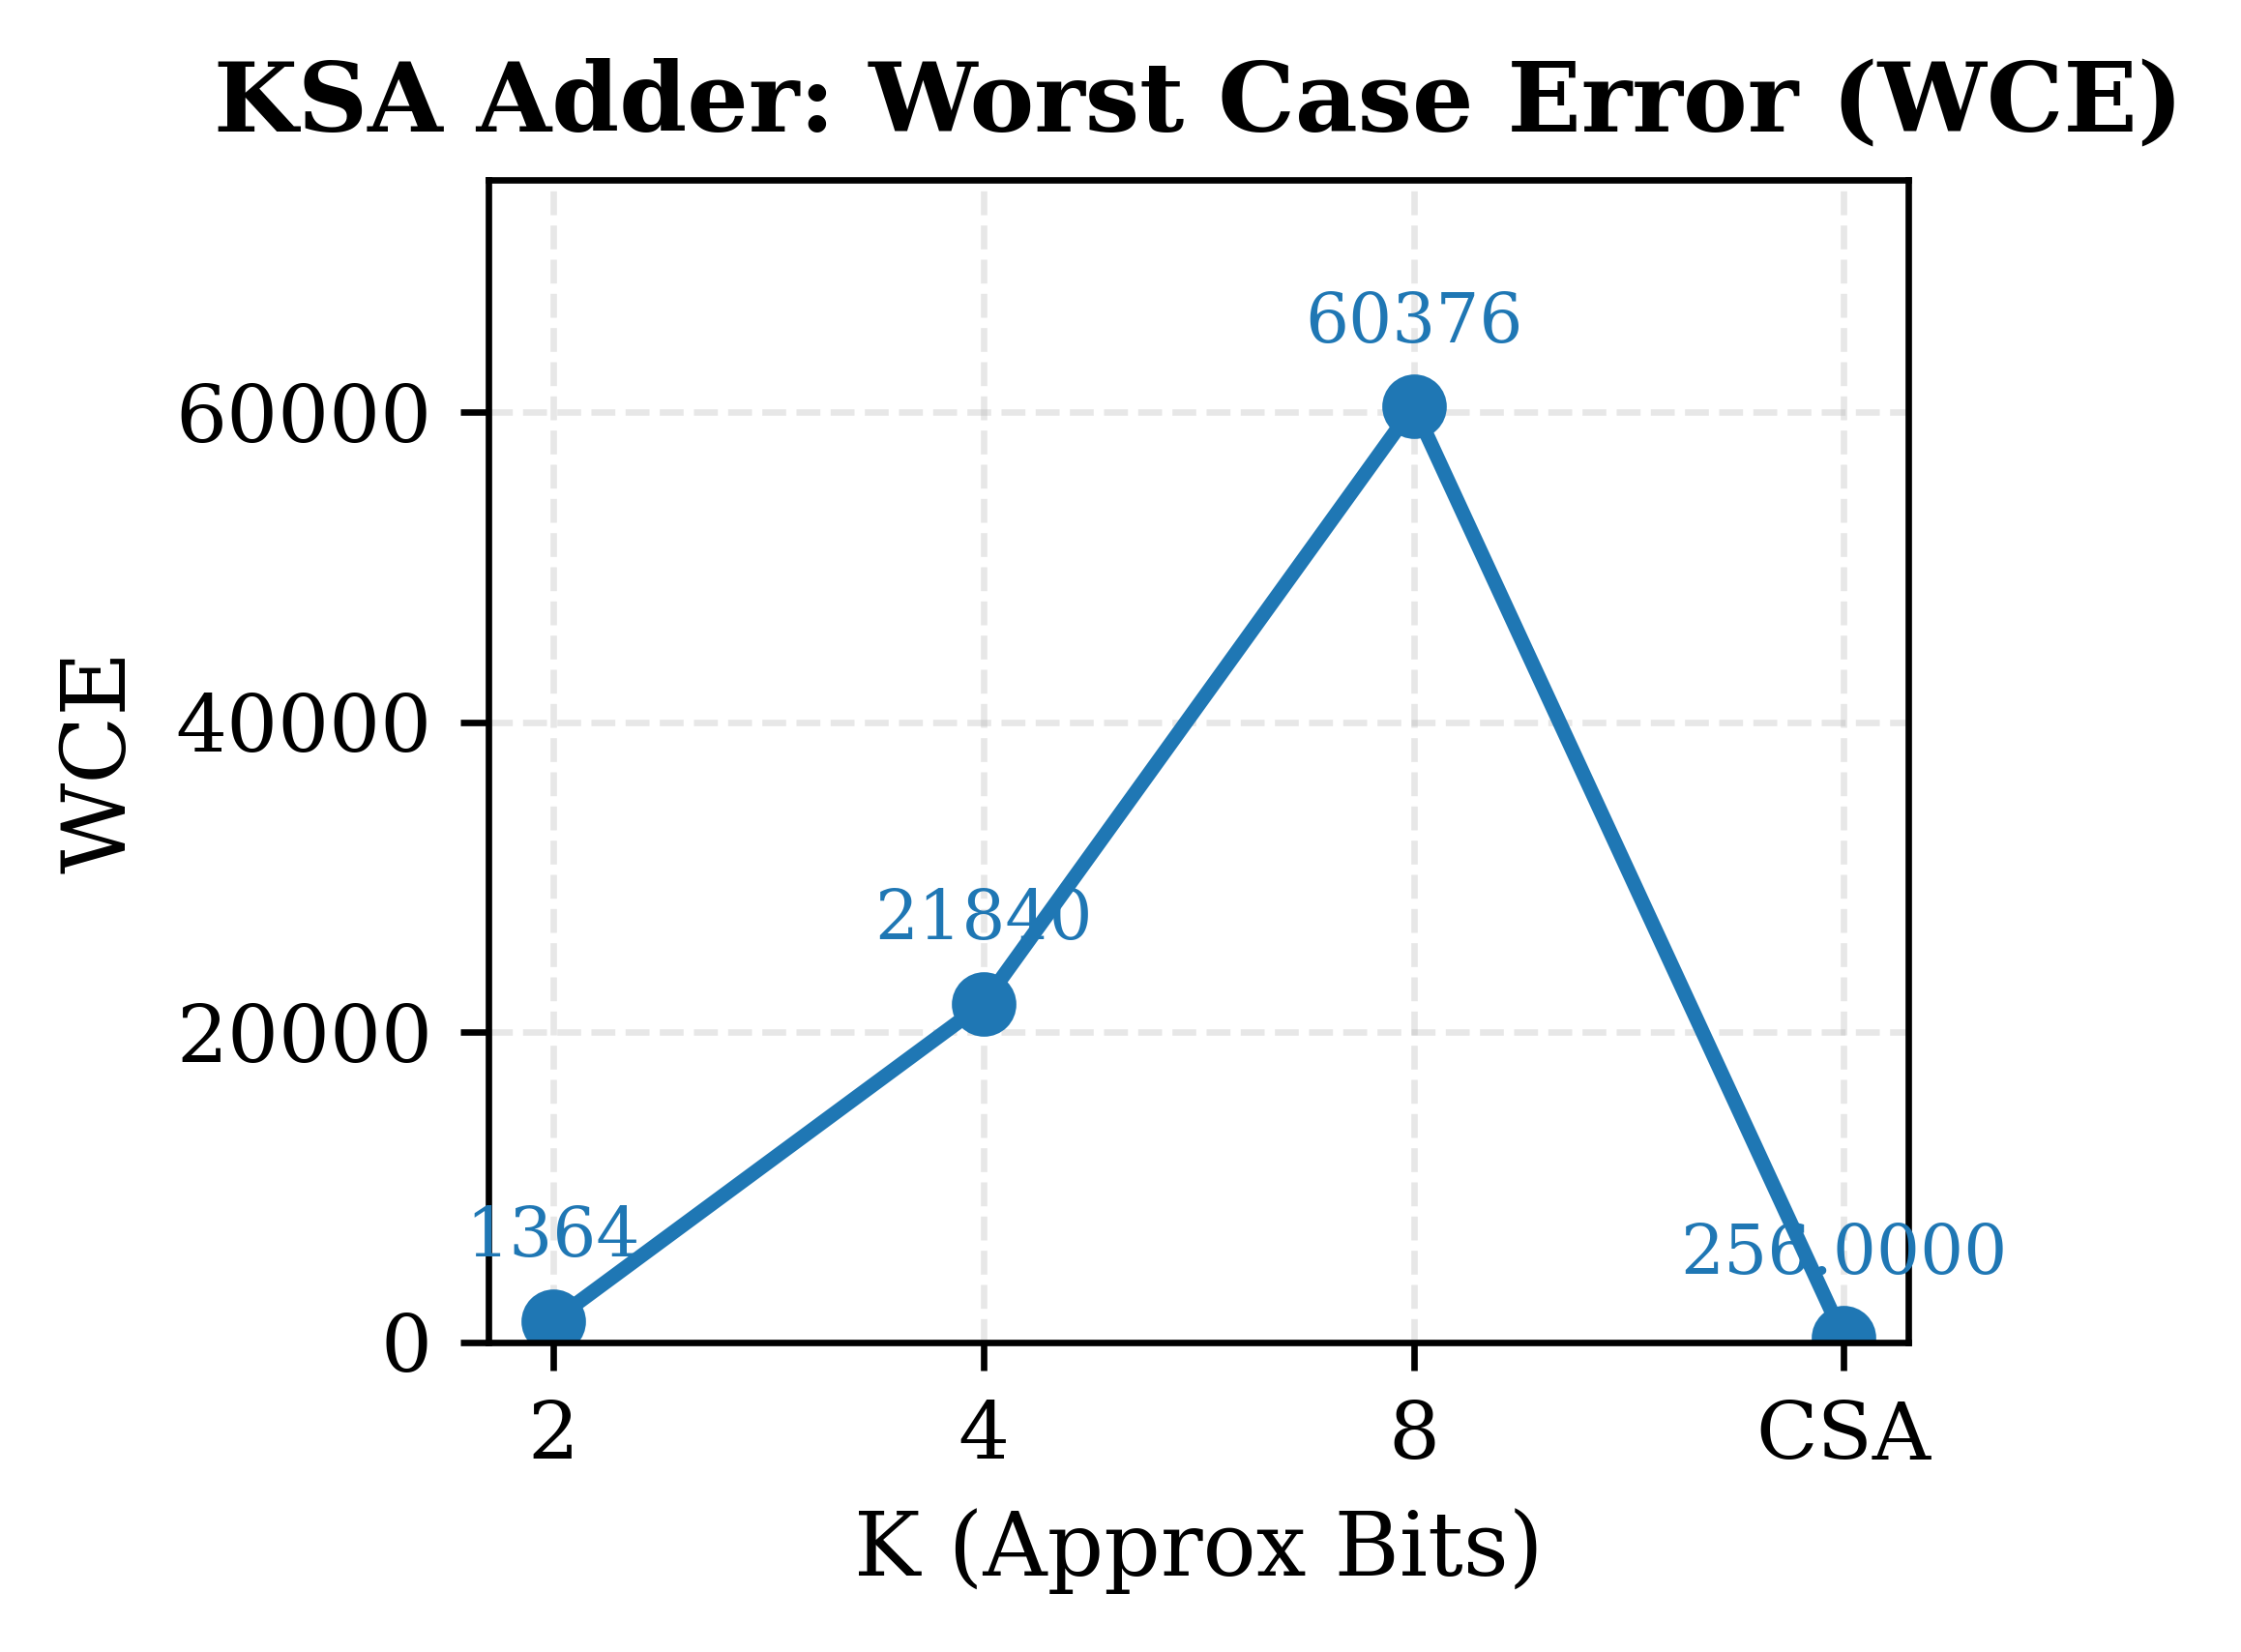 KSA Adder: Worst Case Error (WCE)
60376
60000
40000
WCE
21840
20000
1364
256.0000
0
2 4 8 CSA
K (Approx Bits)